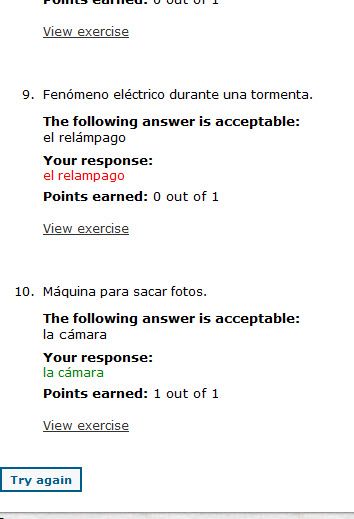 Points earned: 0 out of 1
View exercise
9. Fenómeno eléctrico durante una tormenta.
The following answer is acceptable:
el relámpago
Your response:
el relampago
Points earned: 0 out of 1
View exercise
10. Máquina para sacar fotos.
The following answer is acceptable:
la cámara
Your response:
la cámara
Points earned: 1 out of 1
View exercise
Try again